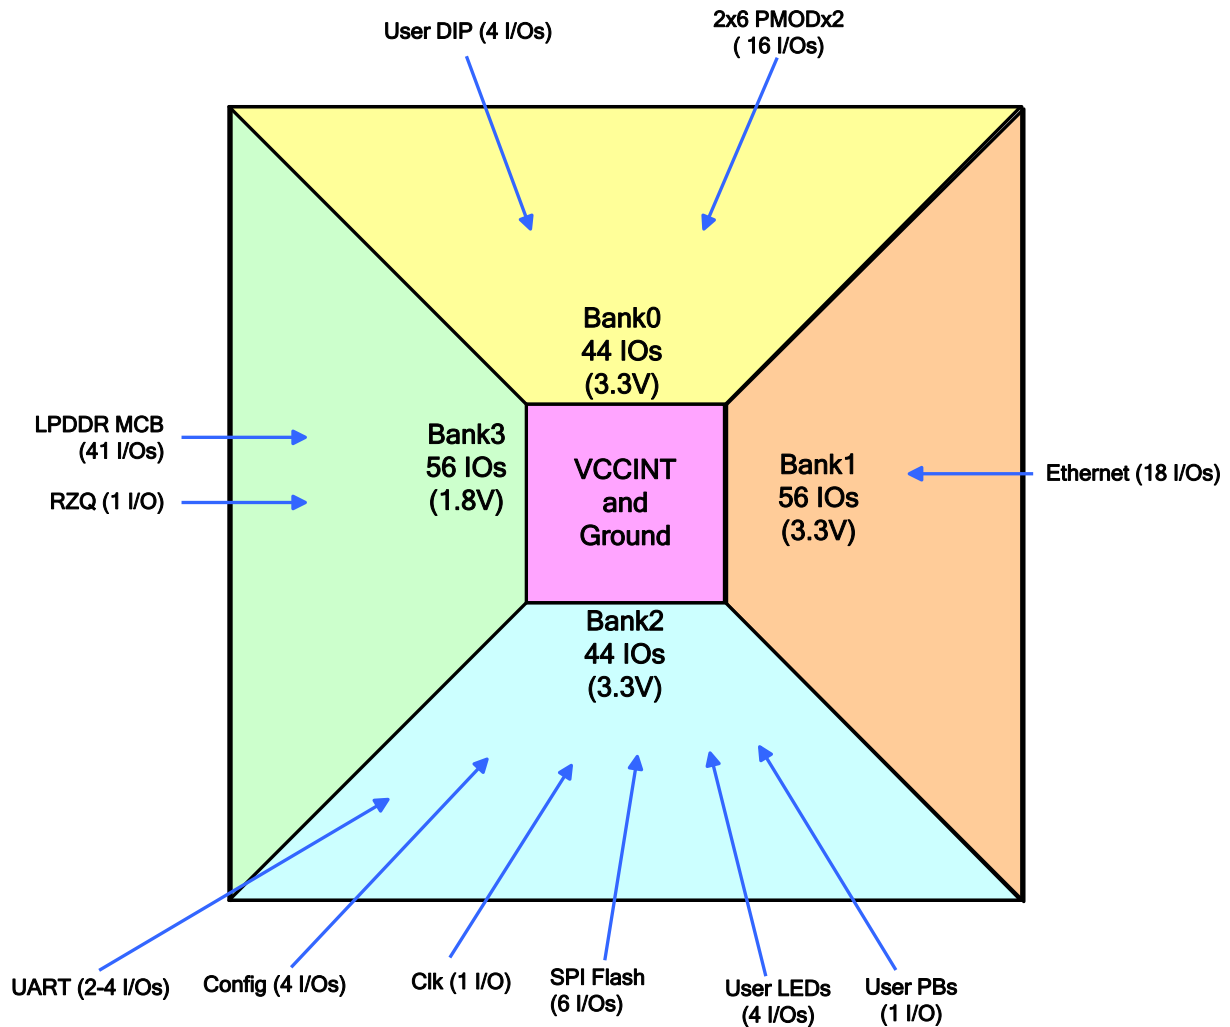 User DIP (4 I/Os)
2x6 PMODx2
( 16 I/Os)
Bank0
44 IOs
(3.3V)
LPDDR MCB
(41 I/Os)
RZQ (1 I/O)
Bank3
56 IOs
(1.8V)
VCCINT
and
Ground
Bank1
56 IOs
(3.3V)
Ethernet (18 I/Os)
Bank2
44 IOs
(3.3V)
UART (2-4 I/Os)
Config (4 I/Os)
Clk (1 I/O)
SPI Flash
(6 I/Os)
User LEDs
(4 I/Os)
User PBs
(1 I/O)